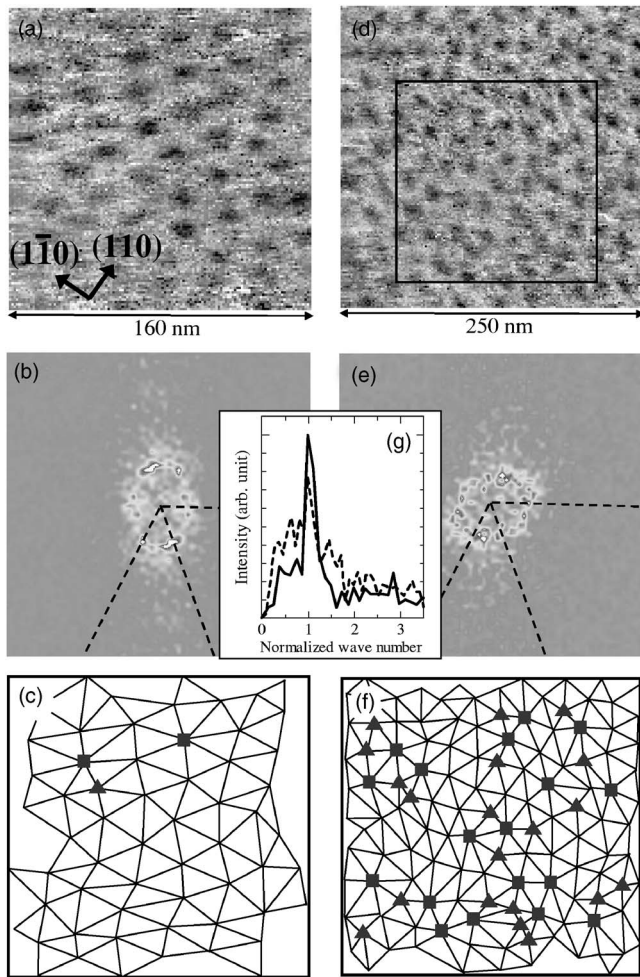 (a)
(11̅0)
(110)
160 nm
(d)
250 nm
(b)
(e)
(g)
Intensity (arb. unit)
0 1 2 3
Normalized wave number
(c)
(f)